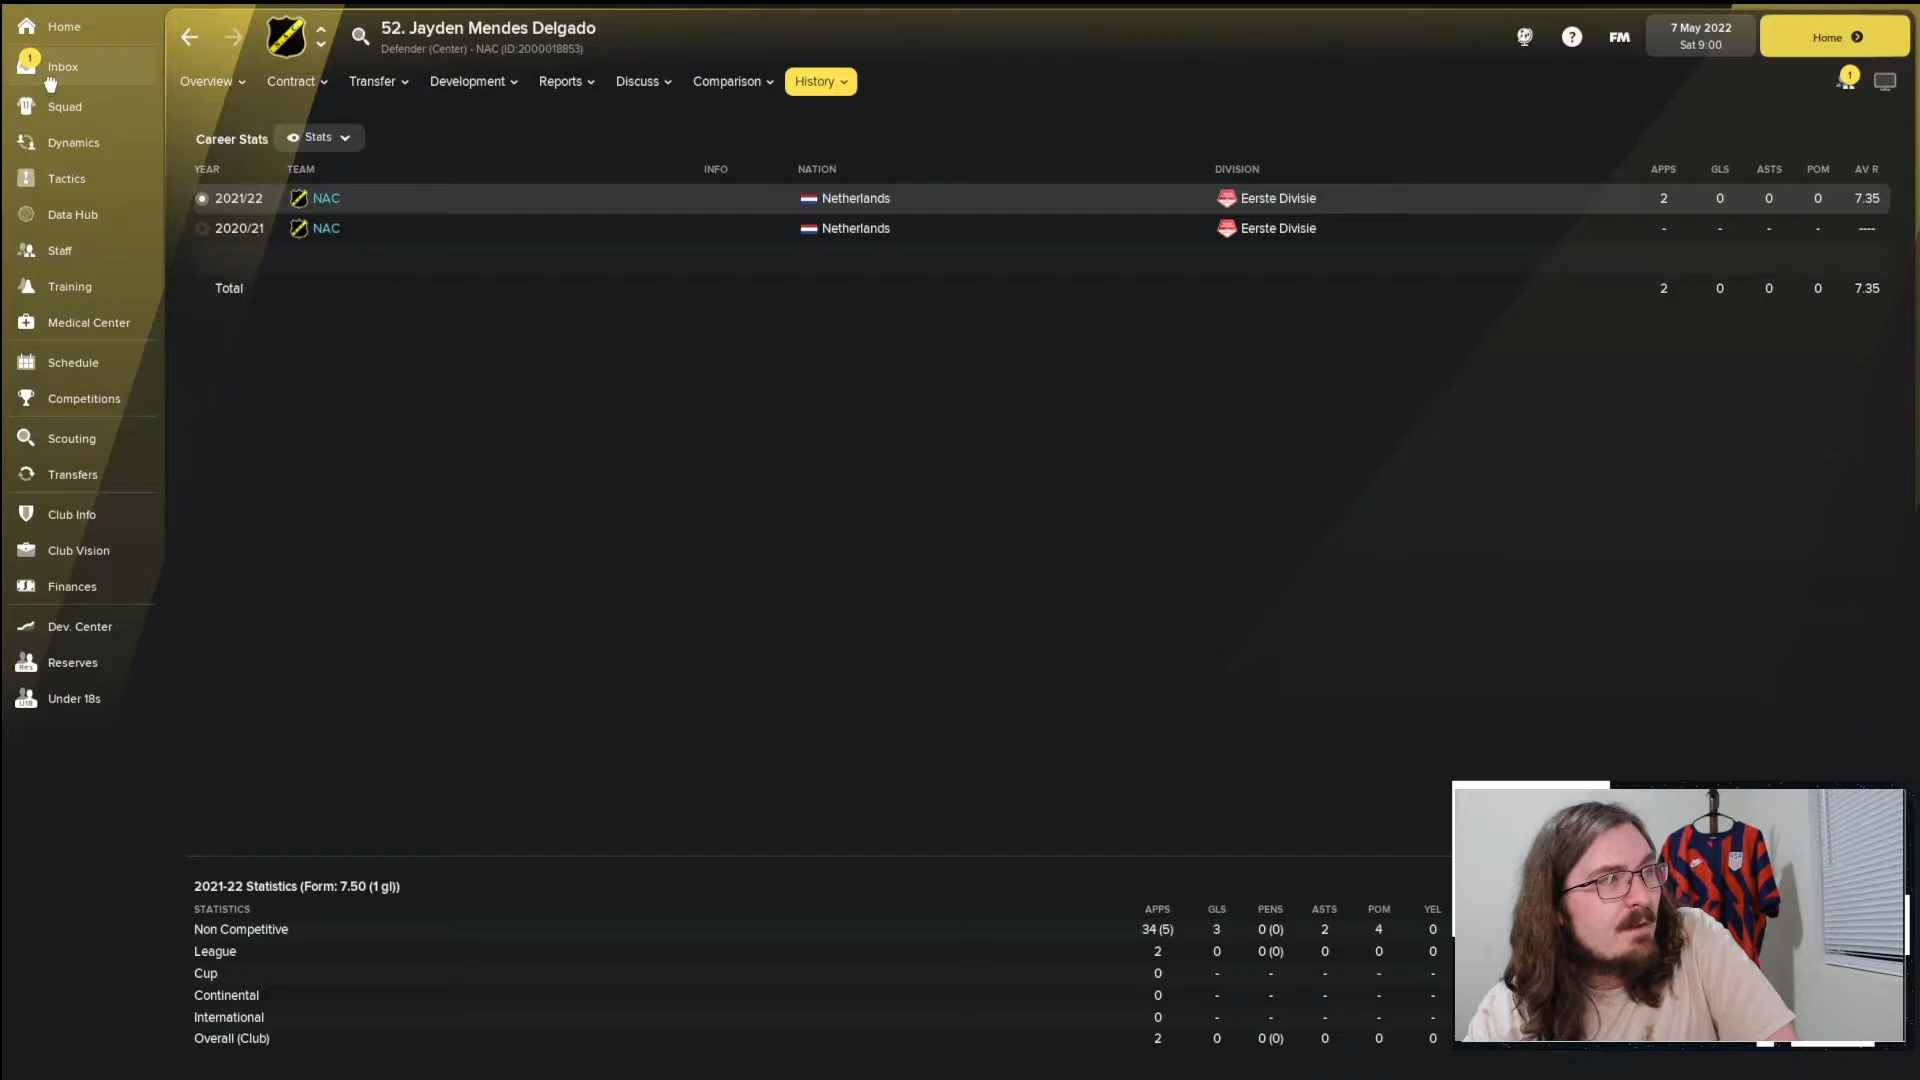 Home
1
Inbox
Squad
Dynamics
Tactics
Data Hub
Staff
Training
Medical Center
Schedule
Competitions
Scouting
Transfers
Club Info
Club Vision
Finances
Dev. Center
Res
Reserves
U18
Under 18s
NAC
52. Jayden Mendes Delgado
Defender (Center) - NAC (ID:2000018853)
FM
7 May 2022
Sat 9:00
Home
Overview Contract Transfer Development Reports Discuss Comparison History
1
Career Stats Stats
YEAR TEAM INFO NATION DIVISION APPS GLS ASTS POM AV R
2021/22 NAC Netherlands Eerste Divisie 2 0 0 0 7.35
2020/21 NAC Netherlands Eerste Divisie - - - - ----
Total 2 0 0 0 7.35
2021-22 Statistics (Form: 7.50 (1 gl))
STATISTICS APPS GLS PENS ASTS POM YEL
Non Competitive 34 (5) 3 0 (0) 2 4 0
League 2 0 0 (0) 0 0 0
Cup 0 - - - - -
Continental 0 - - - - -
International 0 - - - - -
Overall (Club) 2 0 0 (0) 0 0 0